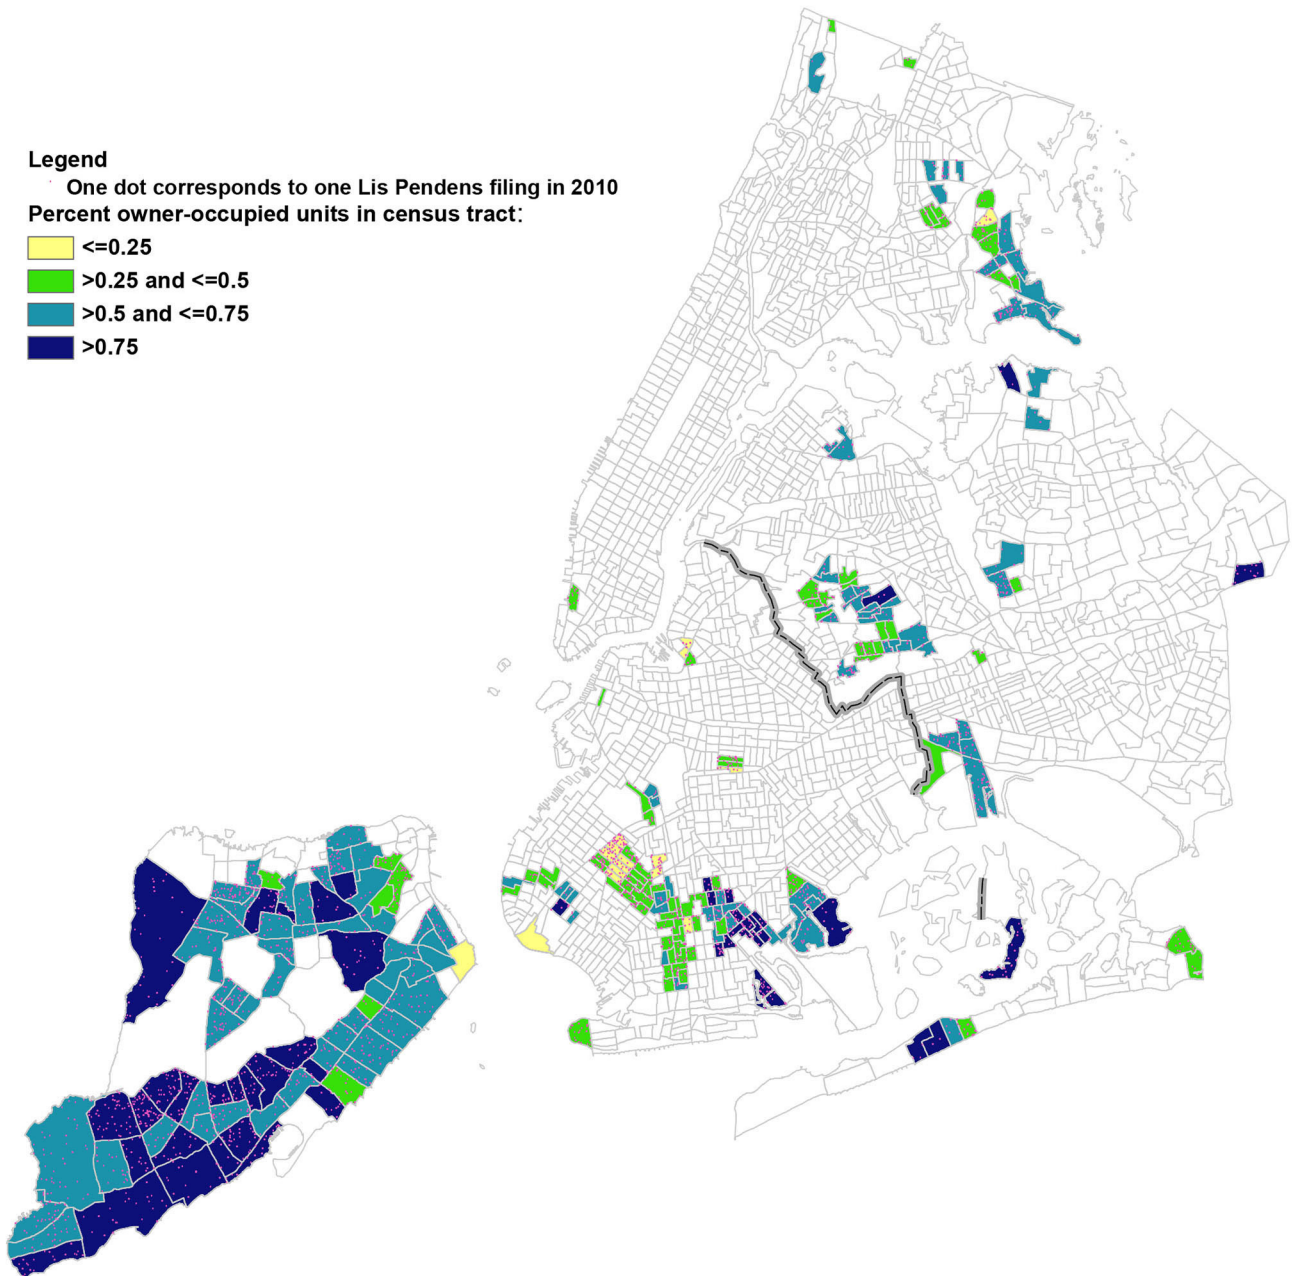 Legend
One dot corresponds to one Lis Pendens filing in 2010
Percent owner-occupied units in census tract:
<=0.25
>0.25 and <=0.5
>0.5 and <=0.75
>0.75